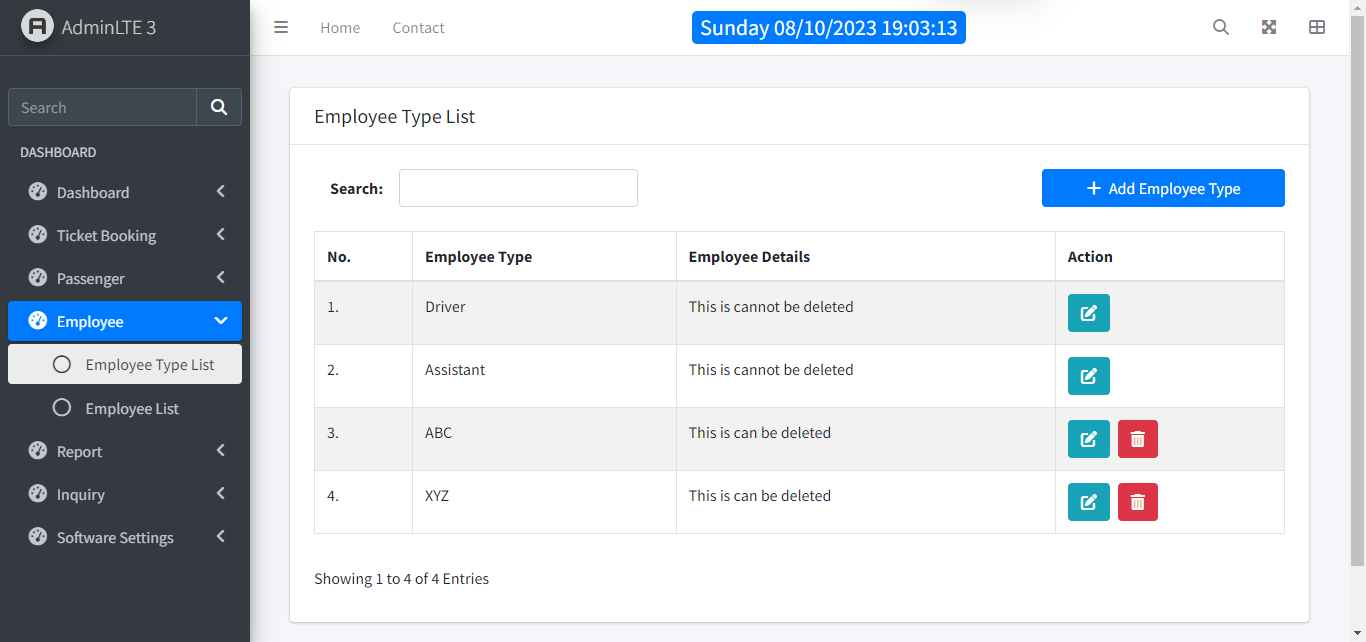 AdminLTE 3
Home Contact Sunday 08/10/2023 19:03:13
Search
DASHBOARD
Dashboard
Ticket Booking
Passenger
Employee
Employee Type List
Employee List
Report
Inquiry
Software Settings
Employee Type List
Search:
Add Employee Type
No. Employee Type Employee Details Action
1. Driver This is cannot be deleted
2. Assistant This is cannot be deleted
3. ABC This is can be deleted
4. XYZ This is can be deleted
Showing 1 to 4 of 4 Entries